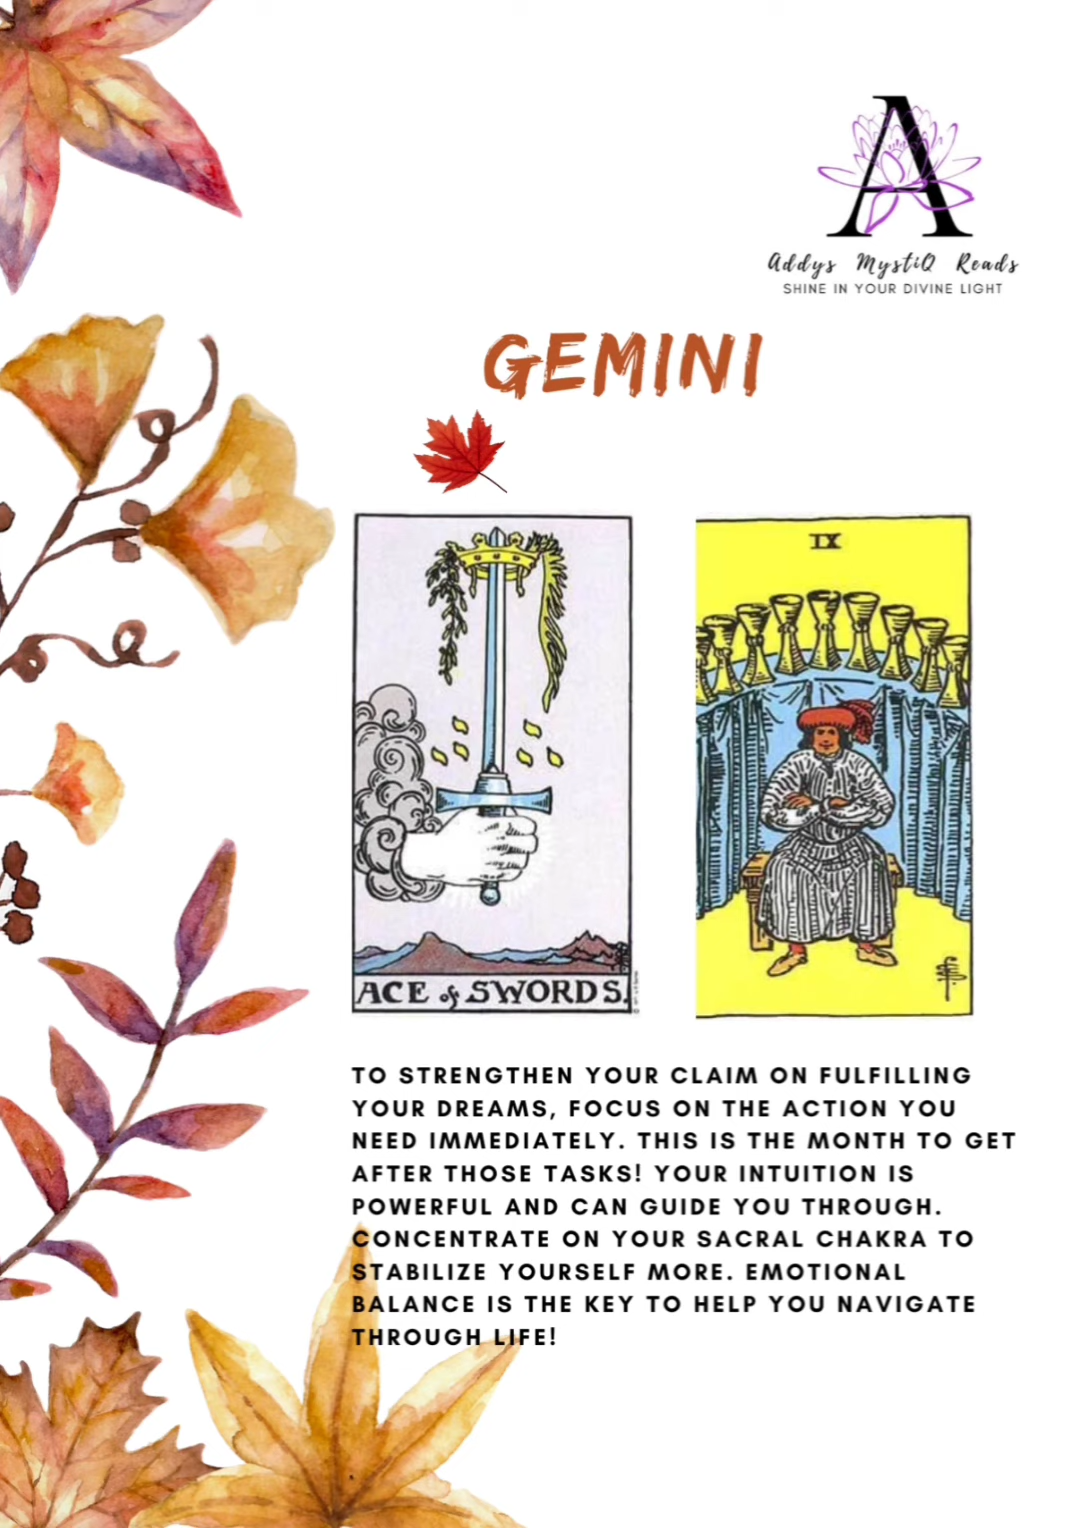 A
Addys MystiQ Reads
SHINE IN YOUR DIVINE LIGHT
GEMINI
IX
ACE of SWORDS.
TO STRENGTHEN YOUR CLAIM ON FULFILLING
YOUR DREAMS, FOCUS ON THE ACTION YOU
NEED IMMEDIATELY. THIS IS THE MONTH TO GET
AFTER THOSE TASKS! YOUR INTUITION IS
POWERFUL AND CAN GUIDE YOU THROUGH.
CONCENTRATE ON YOUR SACRAL CHAKRA TO
STABILIZE YOURSELF MORE. EMOTIONAL
BALANCE IS THE KEY TO HELP YOU NAVIGATE
THROUGH LIFE!